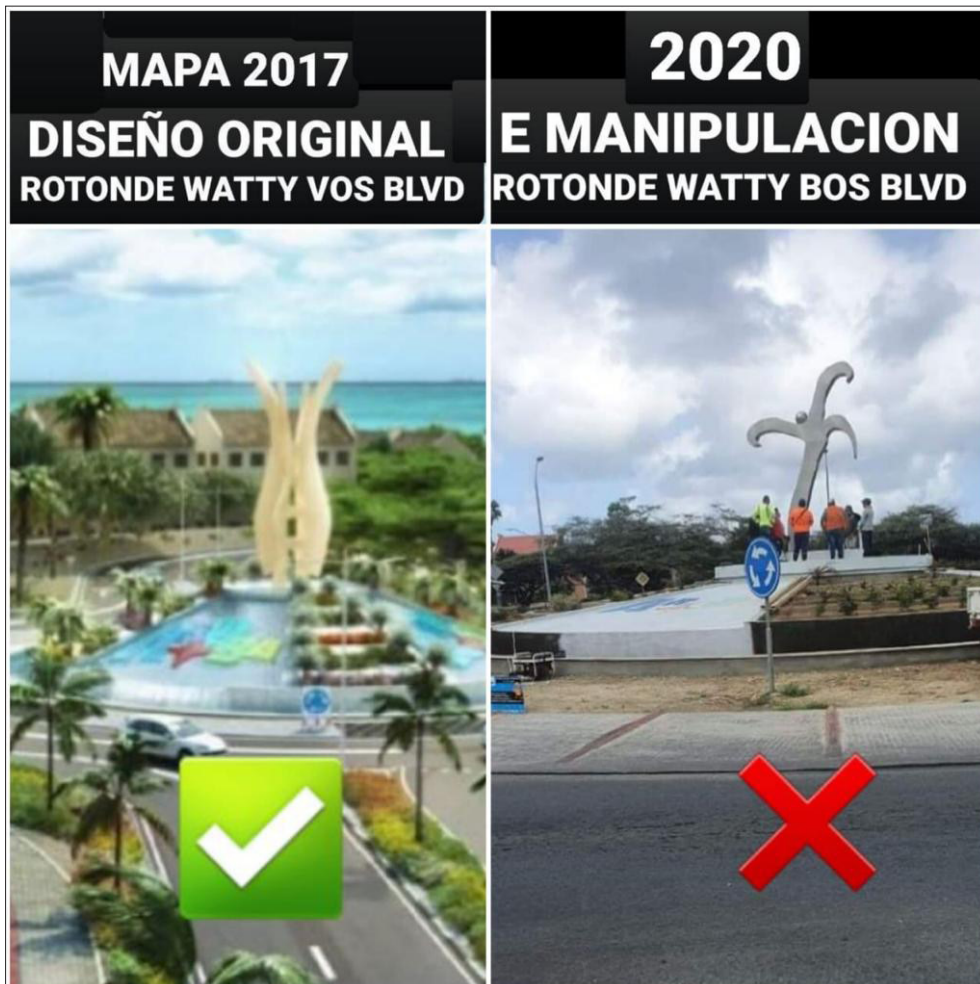 MAPA 2017
DISEÑO ORIGINAL
ROTONDE WATTY VOS BLVD
2020
E MANIPULACION
ROTONDE WATTY BOS BLVD